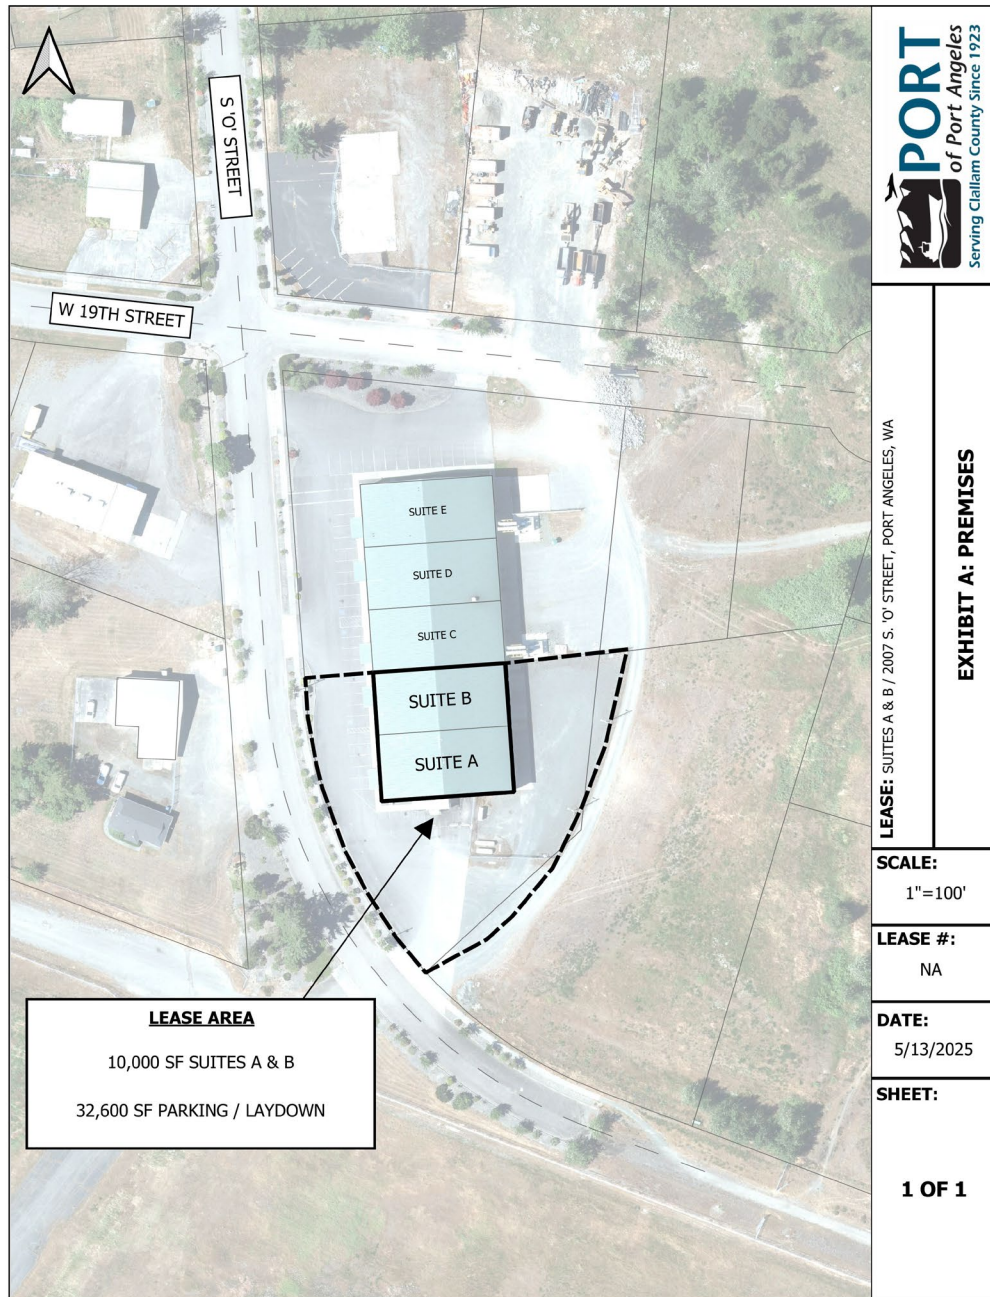 S 'O' STREET
W 19TH STREET
SUITE E
SUITE D
SUITE C
SUITE B
SUITE A
LEASE AREA
10,000 SF SUITES A & B
32,600 SF PARKING / LAYDOWN
PORT
of Port Angeles
Serving Clallam County Since 1923
LEASE: SUITES A & B / 2007 S. 'O' STREET, PORT ANGELES, WA
EXHIBIT A: PREMISES
SCALE:
1"=100'
LEASE #:
NA
DATE:
5/13/2025
SHEET:
1 OF 1